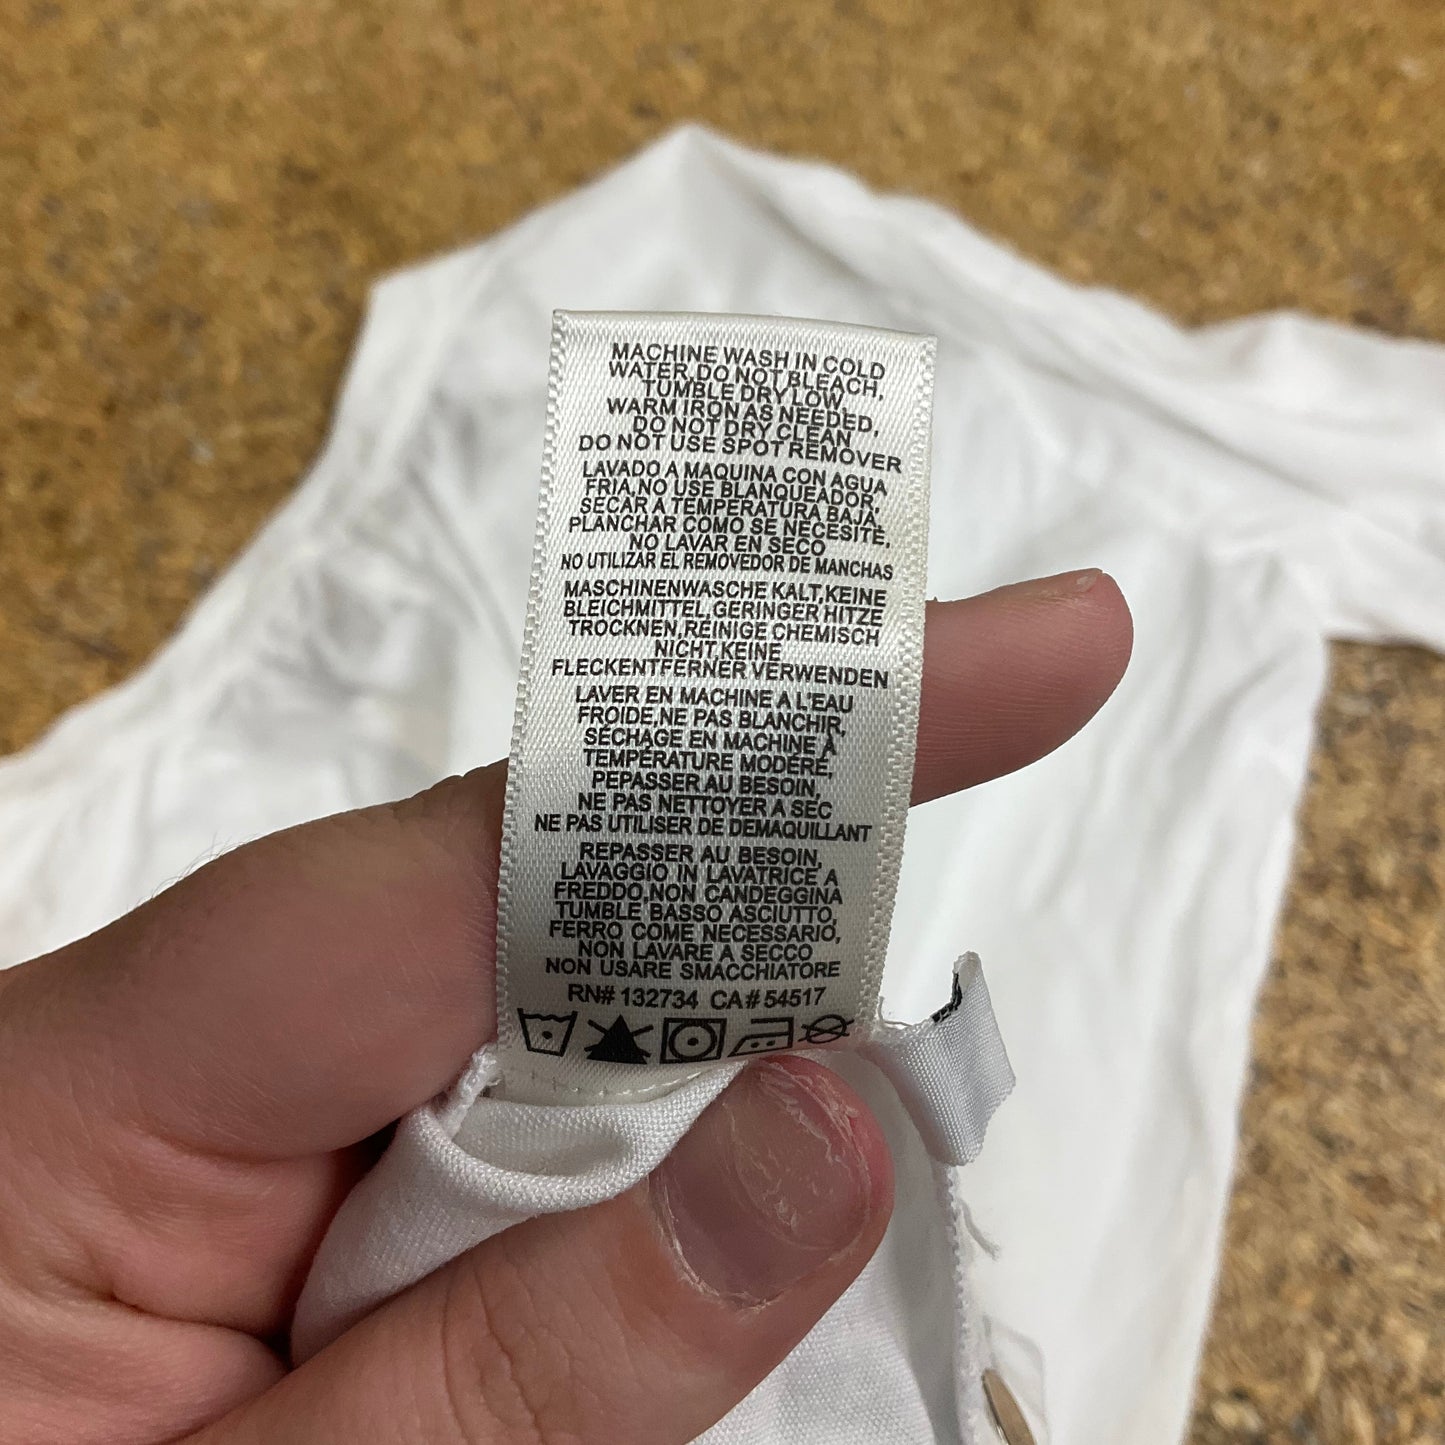 MACHINE WASH IN COLD
WATER, DO NOT BLEACH,
TUMBLE DRY LOW,
WARM IRON AS NEEDED,
DO NOT DRY CLEAN
DO NOT USE SPOT REMOVER
LAVADO A MAQUINA CON AGUA
FRIA,NO USE BLANQUEADOR,
SECAR A TEMPERATURA BAJA,
PLANCHAR COMO SE NECESITE,
NO LAVAR EN SECO
NO UTILIZAR EL REMOVEDOR DE MANCHAS
MASCHINENWASCHE KALT,KEINE
BLEICHMITTEL,GERINGER HITZE
TROCKNEN,REINIGE CHEMISCH
NICHT,KEINE
FLECKENTFERNER VERWENDEN
LAVER EN MACHINE A L'EAU
FROIDE,NE PAS BLANCHIR,
SÉCHAGE EN MACHINE À
TEMPÉRATURE MODÉRÉ,
PEPASSER AU BESOIN,
NE PAS NETTOYER A SEC
NE PAS UTILISER DE DEMAQUILLANT
REPASSER AU BESOIN,
LAVAGGIO IN LAVATRICE A
FREDDO,NON CANDEGGINA
TUMBLE BASSO ASCIUTTO,
FERRO COME NECESSARIO,
NON LAVARE A SECCO
NON USARE SMACCHIATORE
RN# 132734 CA# 54517